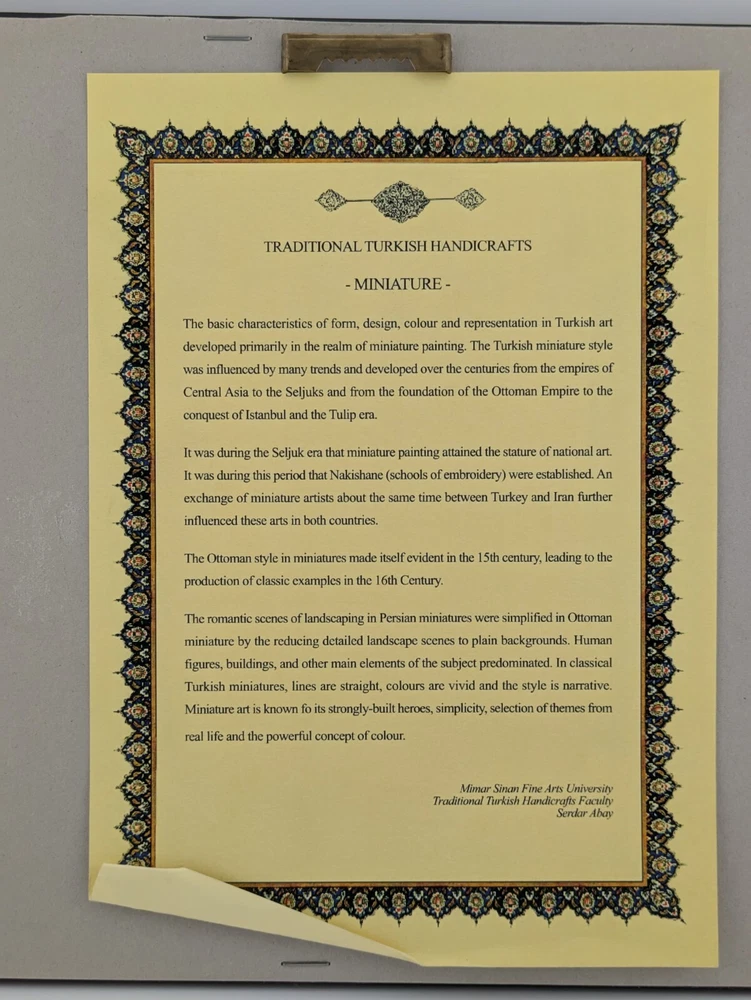 TRADITIONAL TURKISH HANDICRAFTS
- MINIATURE -
The basic characteristics of form, design, colour and representation in Turkish art
developed primarily in the realm of miniature painting. The Turkish miniature style
was influenced by many trends and developed over the centuries from the empires of
Central Asia to the Seljuks and from the foundation of the Ottoman Empire to the
conquest of Istanbul and the Tulip era.
It was during the Seljuk era that miniature painting attained the stature of national art.
It was during this period that Nakishane (schools of embroidery) were established. An
exchange of miniature artists about the same time between Turkey and Iran further
influenced these arts in both countries.
The Ottoman style in miniatures made itself evident in the 15th century, leading to the
production of classic examples in the 16th Century.
The romantic scenes of landscaping in Persian miniatures were simplified in Ottoman
miniature by the reducing detailed landscape scenes to plain backgrounds. Human
figures, buildings, and other main elements of the subject predominated. In classical
Turkish miniatures, lines are straight, colours are vivid and the style is narrative.
Miniature art is known fo its strongly-built heroes, simplicity, selection of themes from
real life and the powerful concept of colour.
Mimar Sinan Fine Arts University
Traditional Turkish Handicrafts Faculty
Serdar Abay